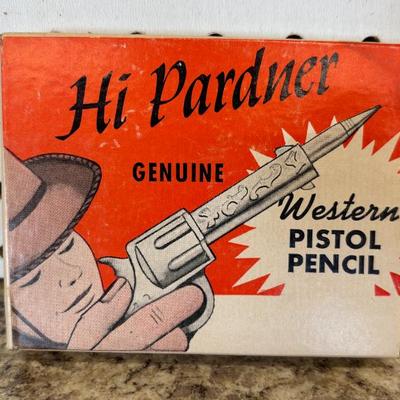 Hi Pardner
GENUINE
Western
PISTOL
PENCIL